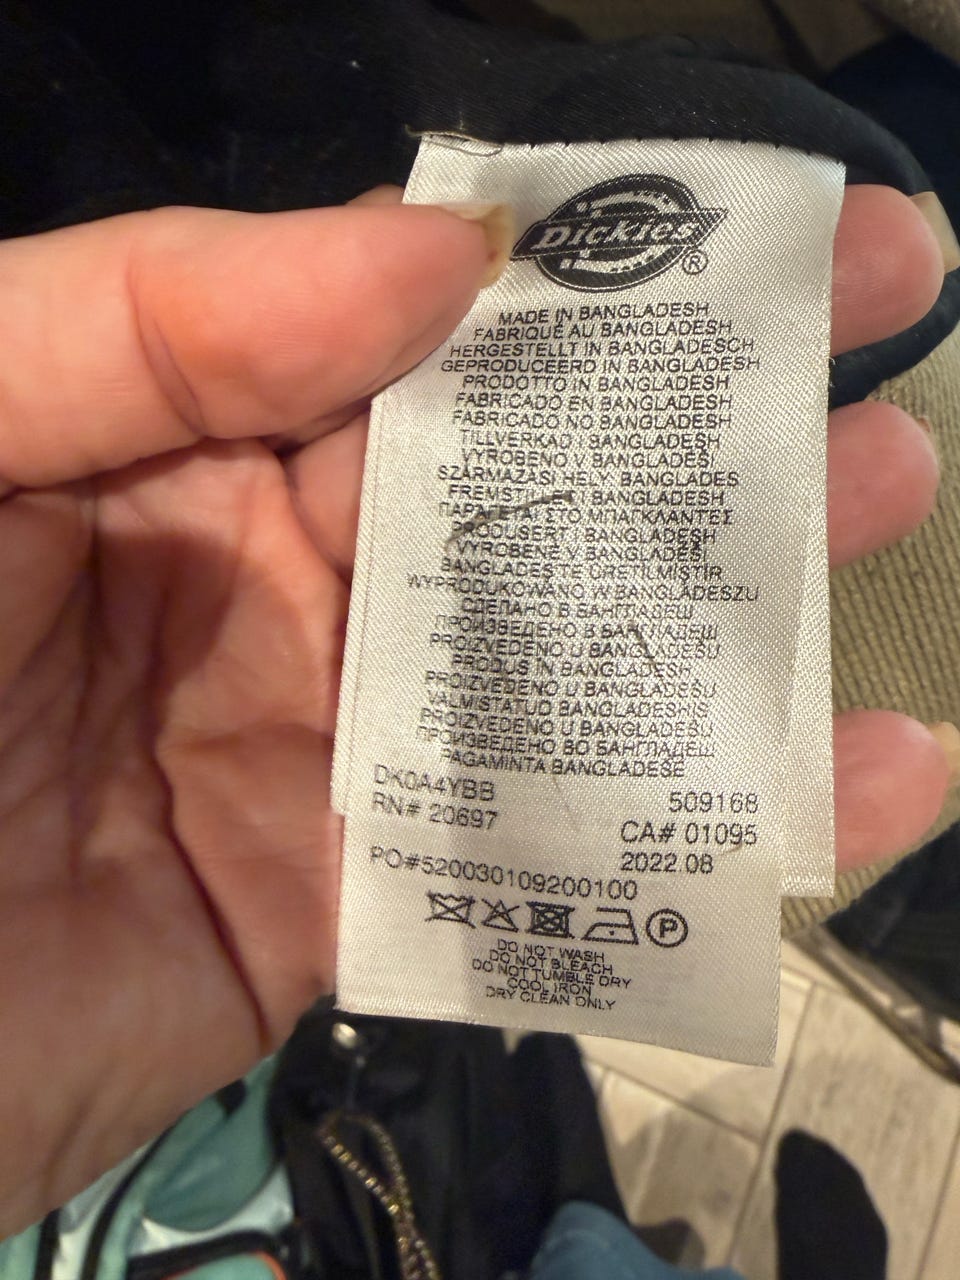 Dickies®
MADE IN BANGLADESH
FABRIQUÉ AU BANGLADESH
HERGESTELLT IN BANGLADESCH
GEPRODUCEERD IN BANGLADESH
PRODOTTO IN BANGLADESH
FABRICADO EN BANGLADESH
FABRICADO NO BANGLADESH
TILLVERKAD I BANGLADESH
VYROBENO V BANGLADÉŠI
SZÁRMAZÁSI HELY: BANGLADES
I BANGLADESH
ΣΤΟ ΜΠΑΓΚΛΑΝΤΕΣ
PRODUSERT I BANGLADESH
VYROBENÉ V BANGLADÉŠI
BANGLADEŞ'TE ÜRETİLMİŞTİR
WYPRODUKOWANO W BANGLADESZU
СДЕЛАНО В БАНГЛАДЕШ
ПРОИЗВЕДЕНО В БАНГЛАДЕШ
PROIZVEDENO U BANGLADEŠU
PRODUS ÎN BANGLADESH
PROIZVEDENO U BANGLADEŠU
VALMISTATUD BANGLADESHIS
PROIZVEDENO U BANGLADEŠU
ПРОИЗВЕДЕНО ВО БАНГЛАДЕШ
PAGAMINTA BANGLADEŠE
DK0A4YBB 509168
RN# 20697 CA# 01095
2022.08
PO#520030109200100
P
DO NOT WASH
DO NOT BLEACH
DO NOT TUMBLE DRY
COOL IRON
DRY CLEAN ONLY